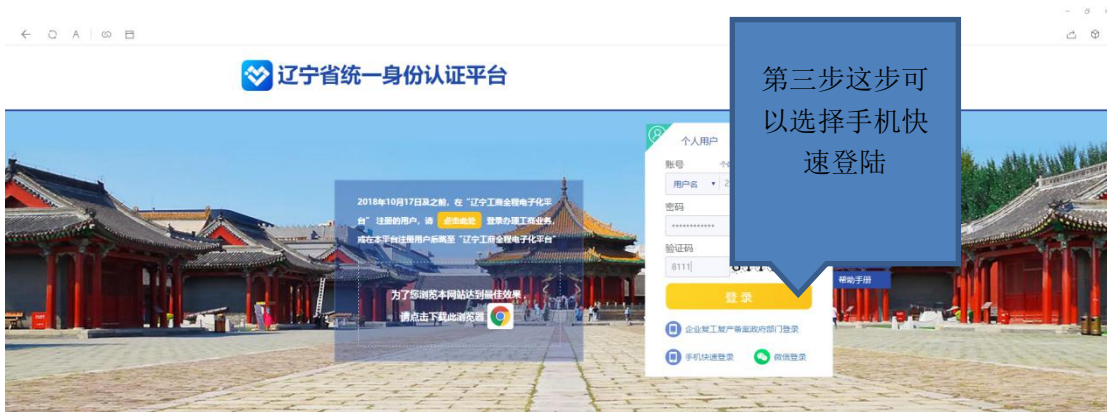 辽宁省统一身份认证平台
第三步这步可
以选择手机快
速登陆
2018年10月17日及之前,在“辽宁工商全程电子化平
台”注册的用户,请 点击此处 登录办理工商业务,
或在本平台注册用户后跳至“辽宁工商全程电子化平台”
为了您浏览本网站达到最佳效果
请点击下载此浏览器
个人用户
账号
用户名
密码
************
验证码
8111
登录
帮助手册
企业复工复产备案政府部门登录
手机快速登录 微信登录